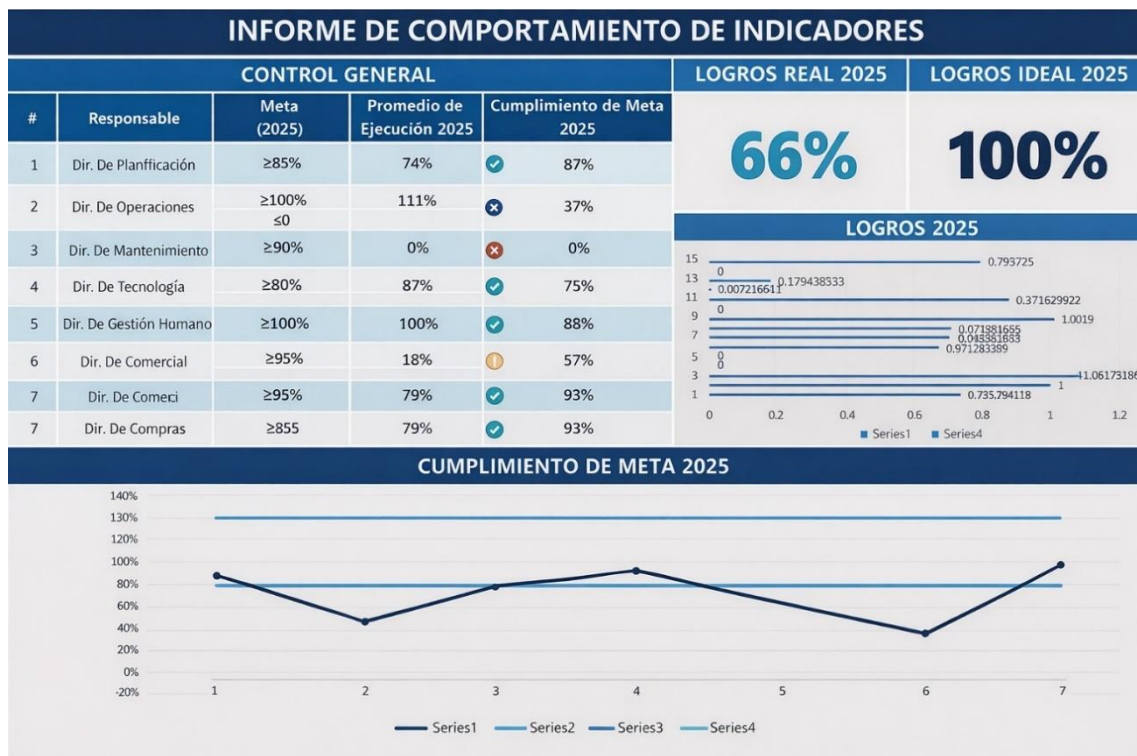 INFORME DE COMPORTAMIENTO DE INDICADORES
CONTROL GENERAL
# Responsable Meta (2025) Promedio de Ejecución 2025 Cumplimiento de Meta 2025
1 Dir. De Planffificación ≥85% 74% 87%
2 Dir. De Operaciones ≥100% ≤0 111% 37%
3 Dir. De Mantenimiento ≥90% 0% 0%
4 Dir. De Tecnología ≥80% 87% 75%
5 Dir. De Gestión Humano ≥100% 100% 88%
6 Dir. De Comercial ≥95% 18% 57%
7 Dir. De Comerci ≥95% 79% 93%
7 Dir. De Compras ≥855 79% 93%
LOGROS REAL 2025
66%
LOGROS IDEAL 2025
100%
LOGROS 2025
15 0.793725
0
13 0.179438533
0.007216611
11 0.371629922
0
9 1.0019
0.071381655
7
0.971283389
5 0
0
3 41.06173186
1
1 0.735.794118
0 0.2 0.4 0.6 0.8 1 1.2
Series1 Series4
CUMPLIMIENTO DE META 2025
140%
130%
120%
100%
80%
60%
40%
20%
0%
-20%
1 2 3 4 5 6 7
Series1 Series2 Series3 Series4